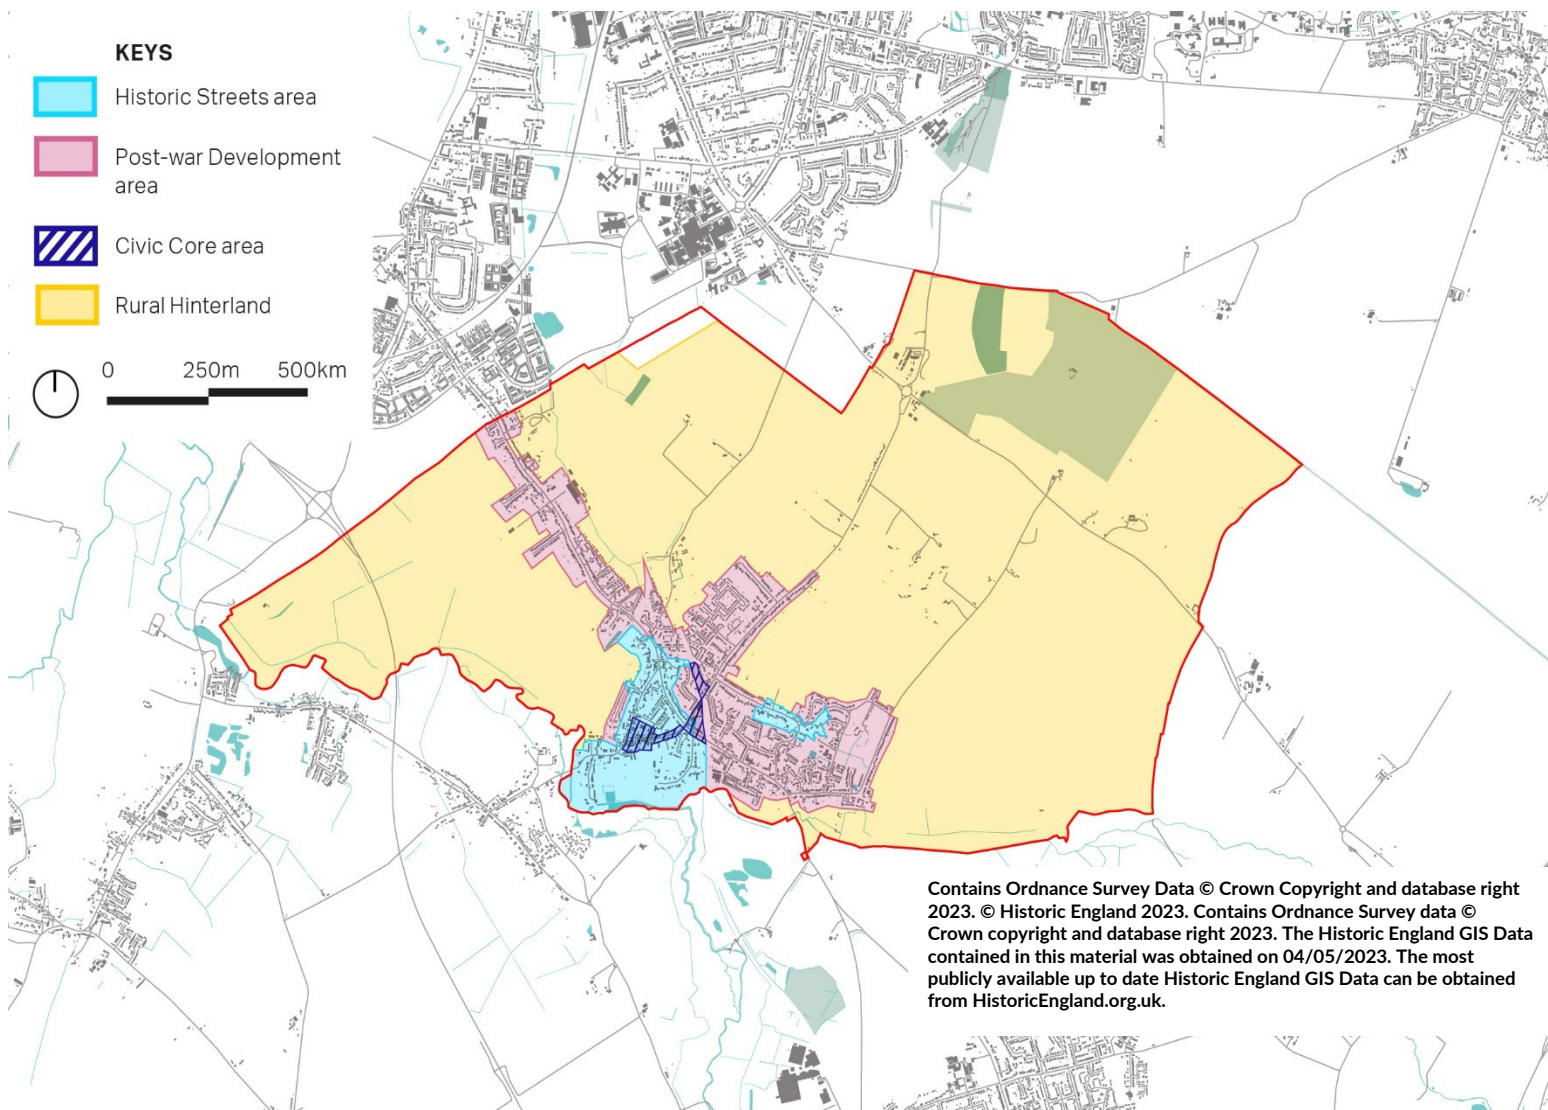 KEYS
Historic Streets area
Post-war Development
area
Civic Core area
Rural Hinterland
0 250m 500km
Contains Ordnance Survey Data © Crown Copyright and database right
2023. © Historic England 2023. Contains Ordnance Survey data ©
Crown copyright and database right 2023. The Historic England GIS Data
contained in this material was obtained on 04/05/2023. The most
publicly available up to date Historic England GIS Data can be obtained
from HistoricEngland.org.uk.